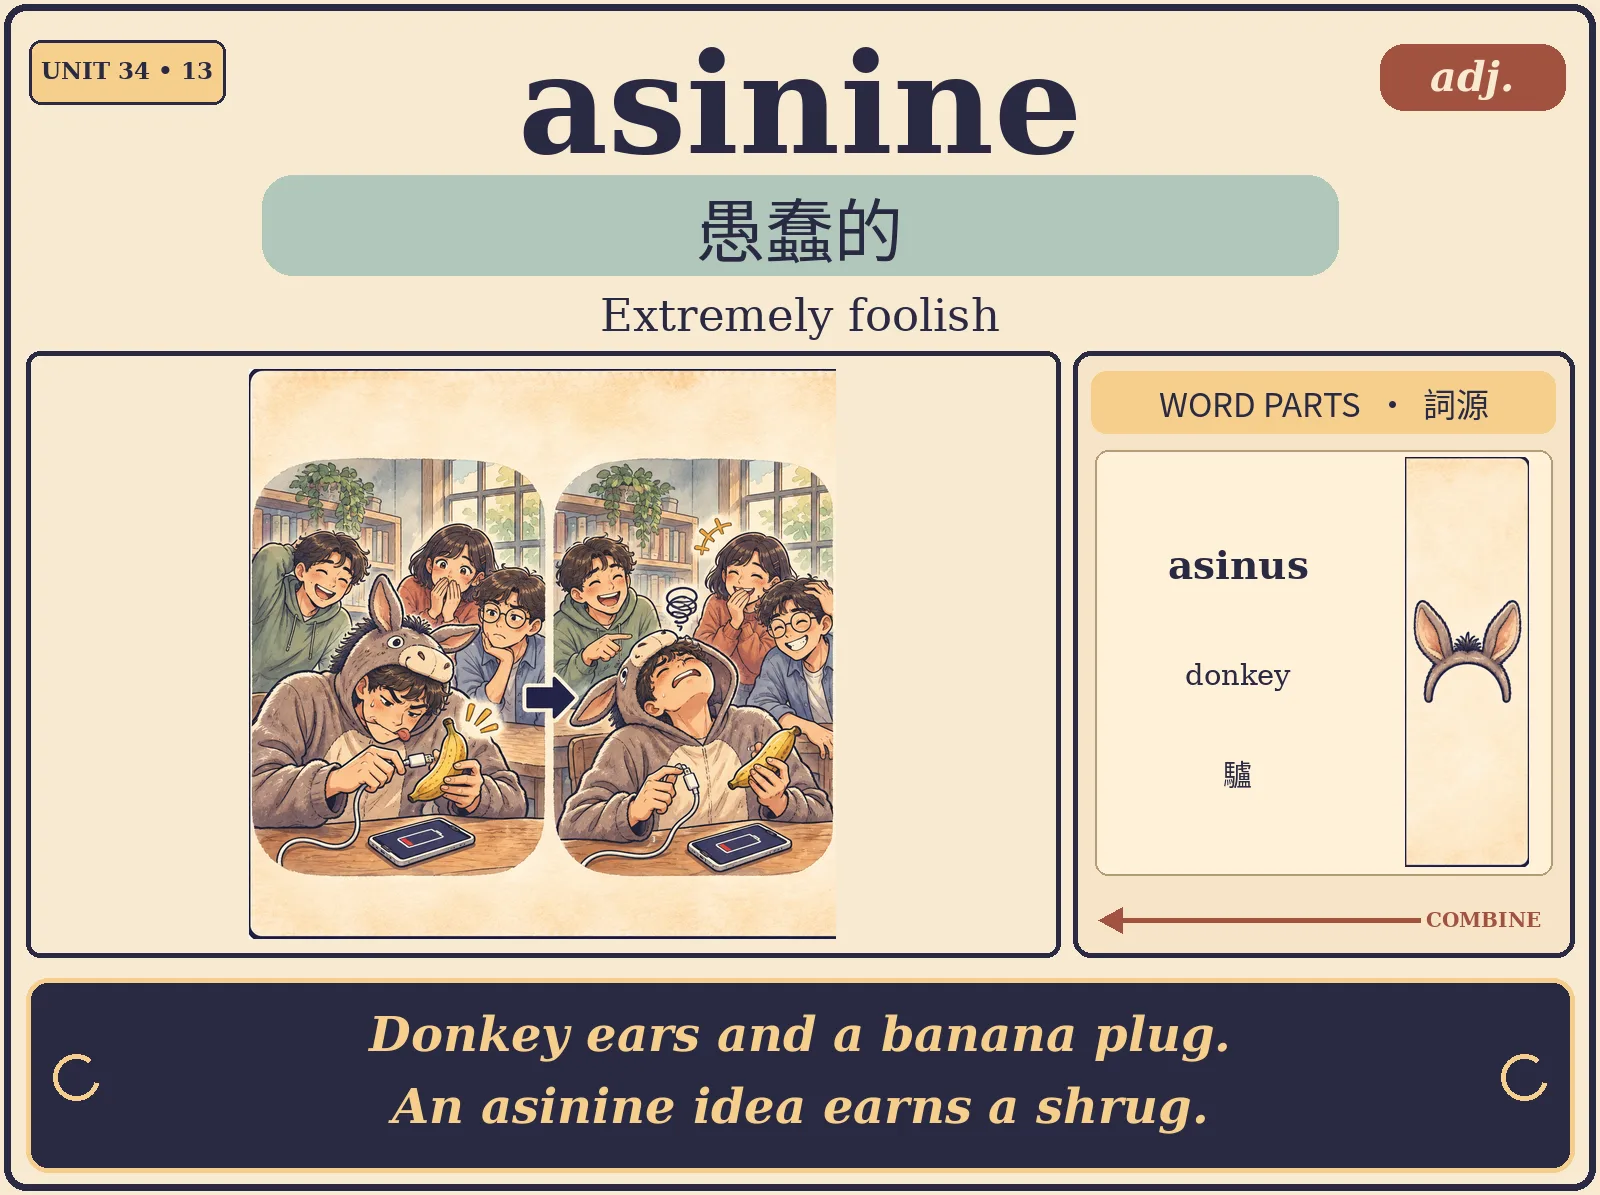 UNIT 34 • 13
asinine
adj.
愚蠢的
Extremely foolish
WORD PARTS • 詞源
asinus
donkey
驢
COMBINE
Donkey ears and a banana plug.
An asinine idea earns a shrug.